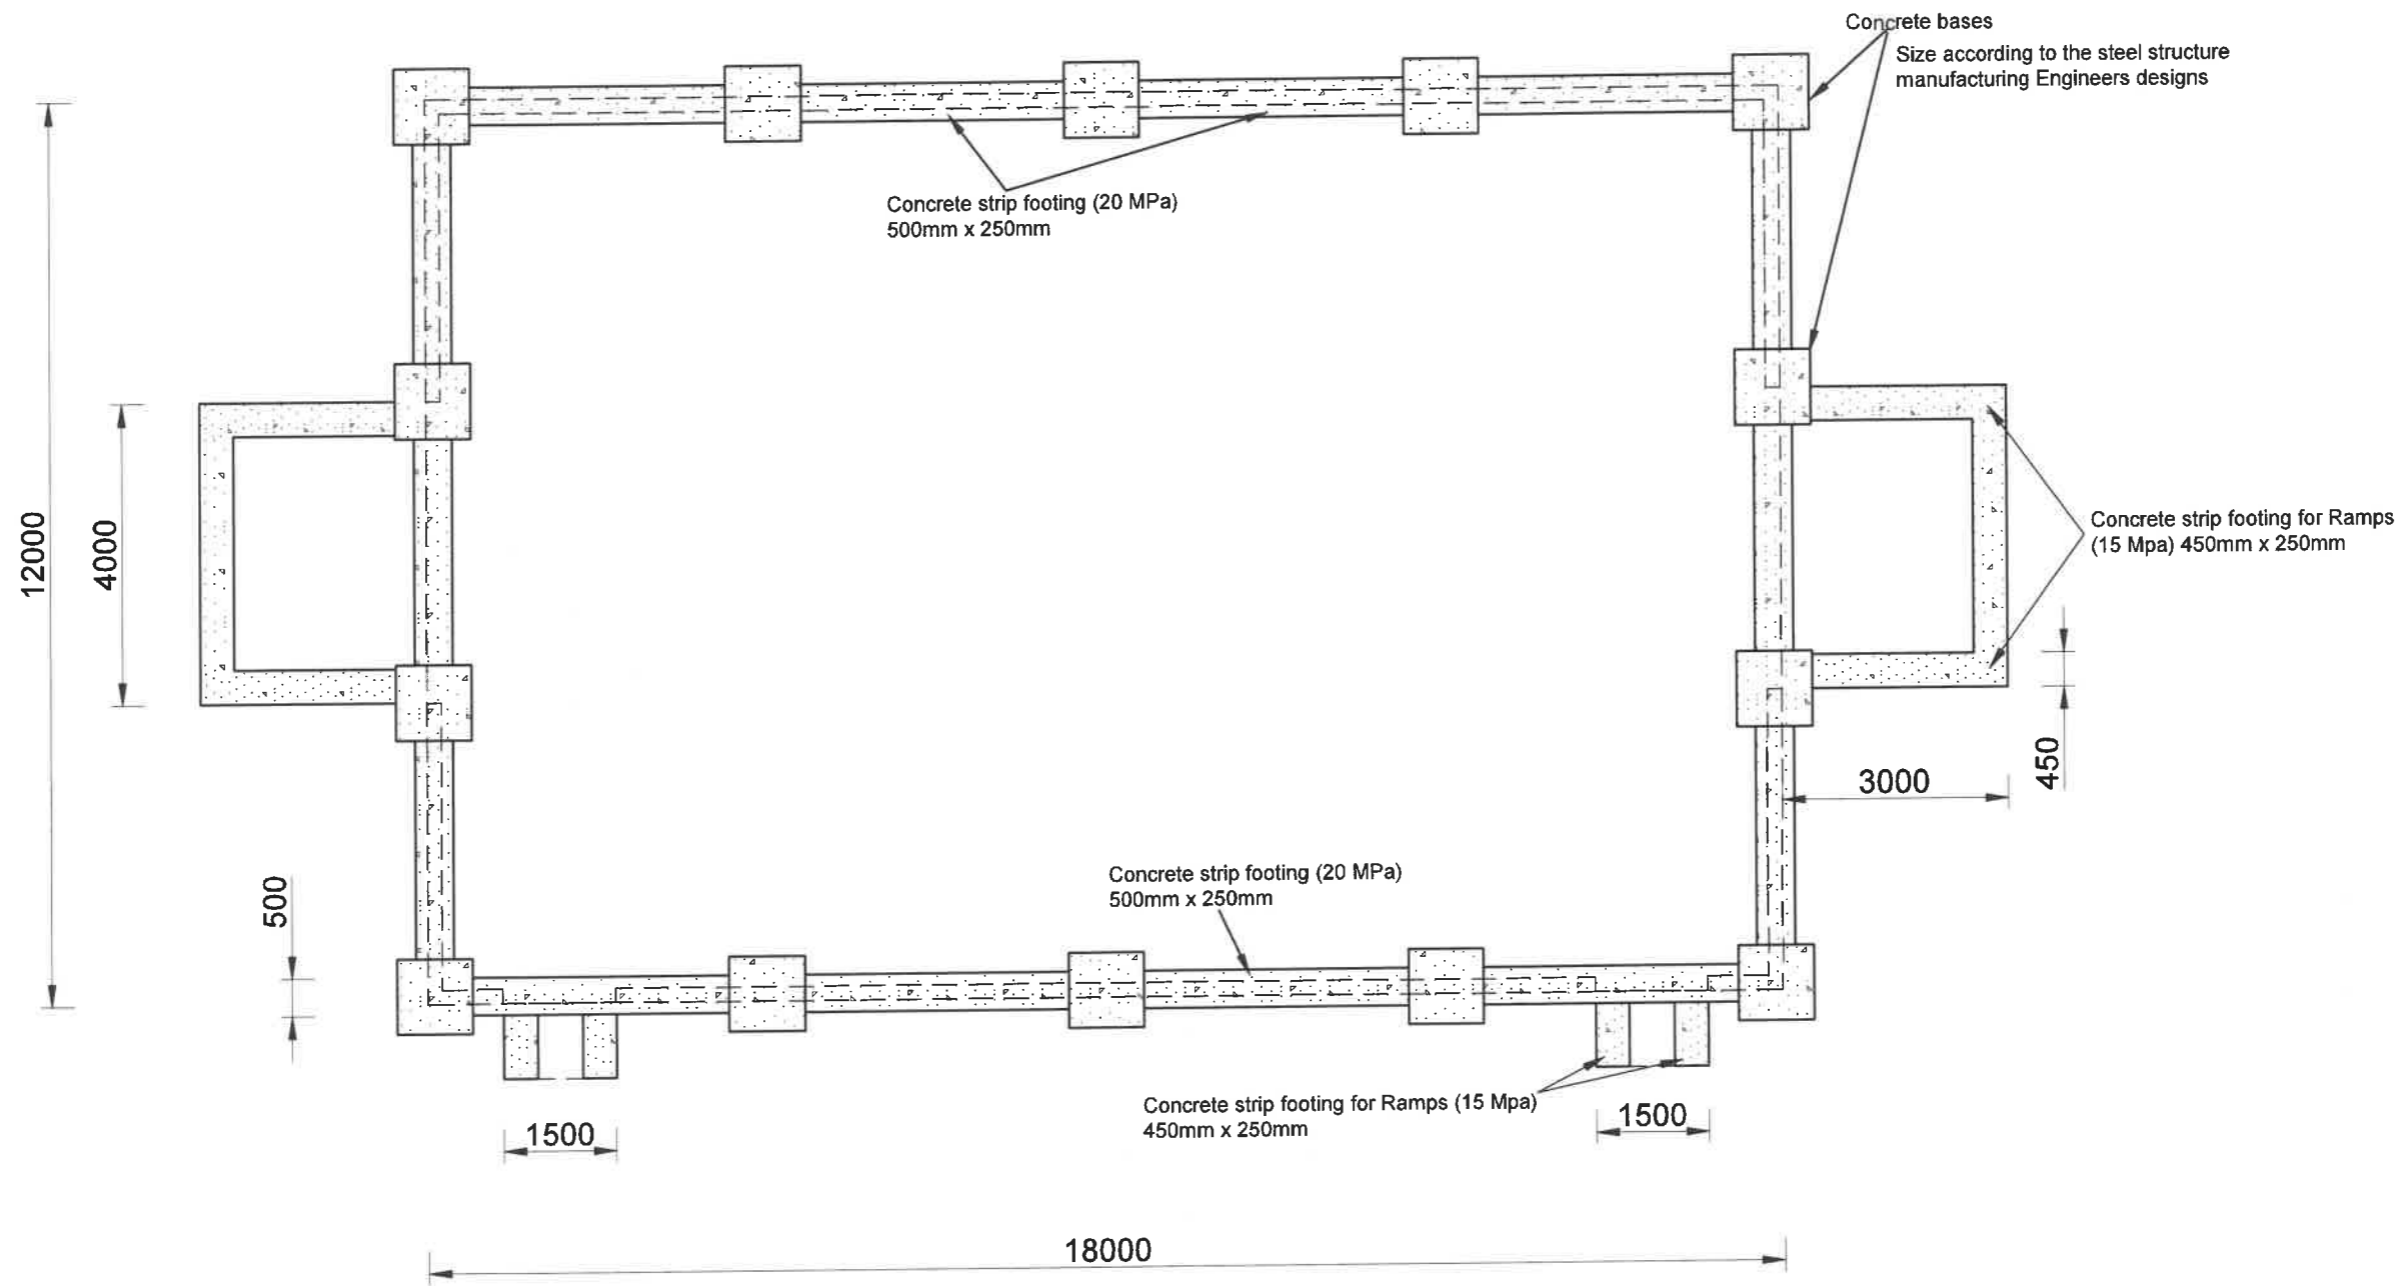 Concrete bases
Size according to the steel structure
manufacturing Engineers designs
Concrete strip footing (20 MPa)
500mm x 250mm
12000
4000
Concrete strip footing for Ramps
(15 Mpa) 450mm x 250mm
450
3000
500
Concrete strip footing (20 MPa)
500mm x 250mm
Concrete strip footing for Ramps (15 Mpa)
450mm x 250mm
1500
1500
18000